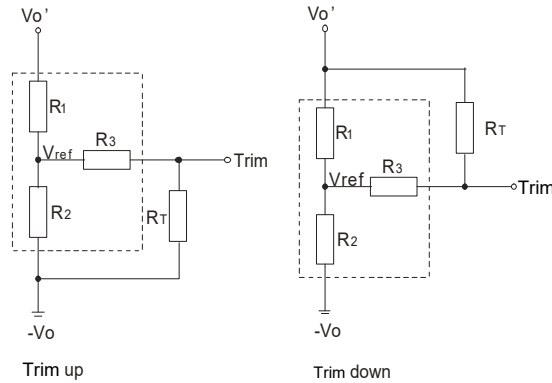 Vo'
R1
R3
Vref
Trim
R2
RT
-Vo
Trim up
Vo'
R1
RT
R3
Vref
Trim
R2
-Vo
Trim down